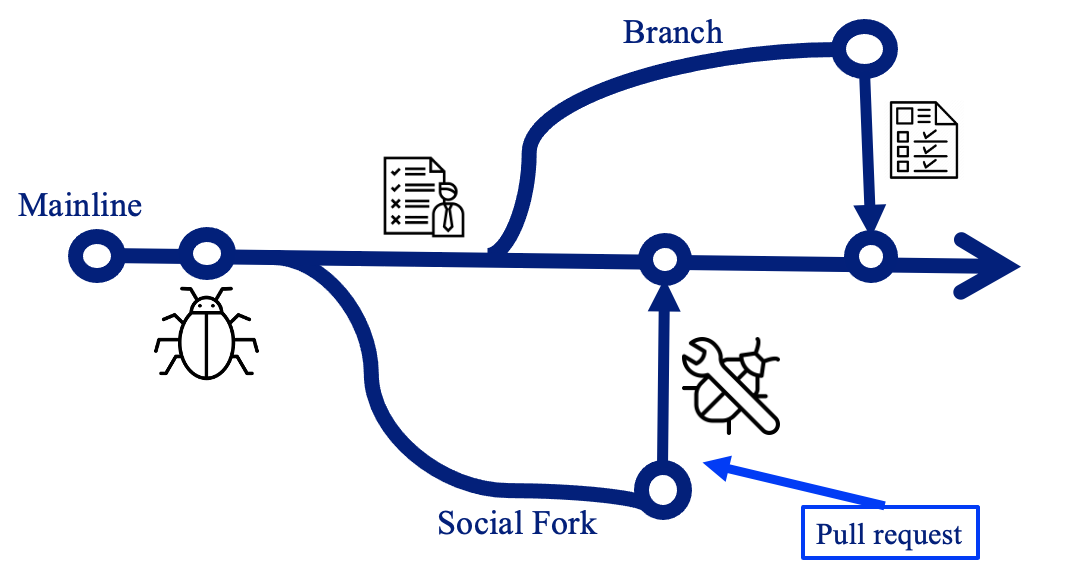 Branch
Mainline
Social Fork
Pull request